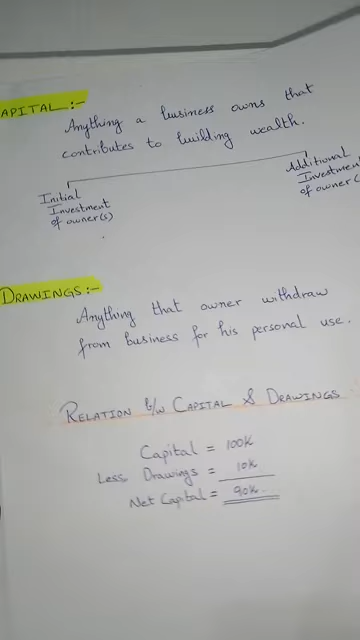 APITAL :-
Anything a business owns that
contributes to building wealth.
Initial
Investment
of owner(s)
Additional
Investment
of owner(
DRAWINGS :-
Anything that owner withdraw
from business for his personal use.
RELATION b/w CAPITAL & DRAWINGS
Capital = 100K
Less Drawings = 10K
Net Capital = 90K